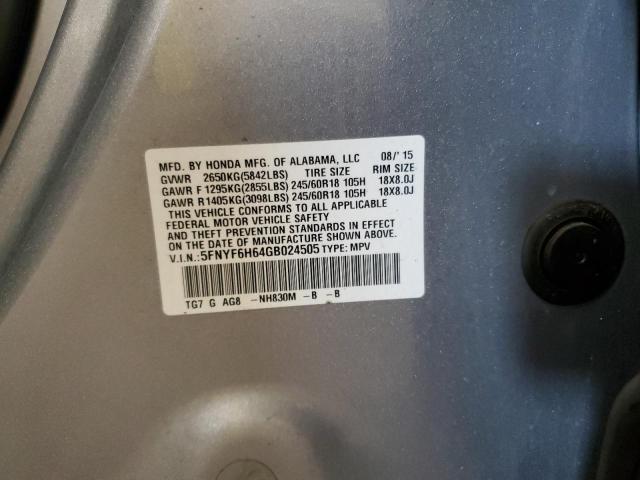 MFD. BY HONDA MFG. OF ALABAMA, LLC 08/'15
GVWR 2650KG(5842LBS) TIRE SIZE RIM SIZE
GAWR F 1295KG(2855LBS) 245/60R18 105H 18X8.0J
GAWR R1405KG(3098LBS) 245/60R18 105H 18X8.0J
THIS VEHICLE CONFORMS TO ALL APPLICABLE
FEDERAL MOTOR VEHICLE SAFETY
AND THEFT PREVENTION STANDARDS IN EFFECT
ON THE DATE OF MANUFACTURE SHOWN ABOVE.
V.I.N.:5FNYF6H64GB024505 TYPE: MPV
TG7 G AG8 -NH830M -B -B